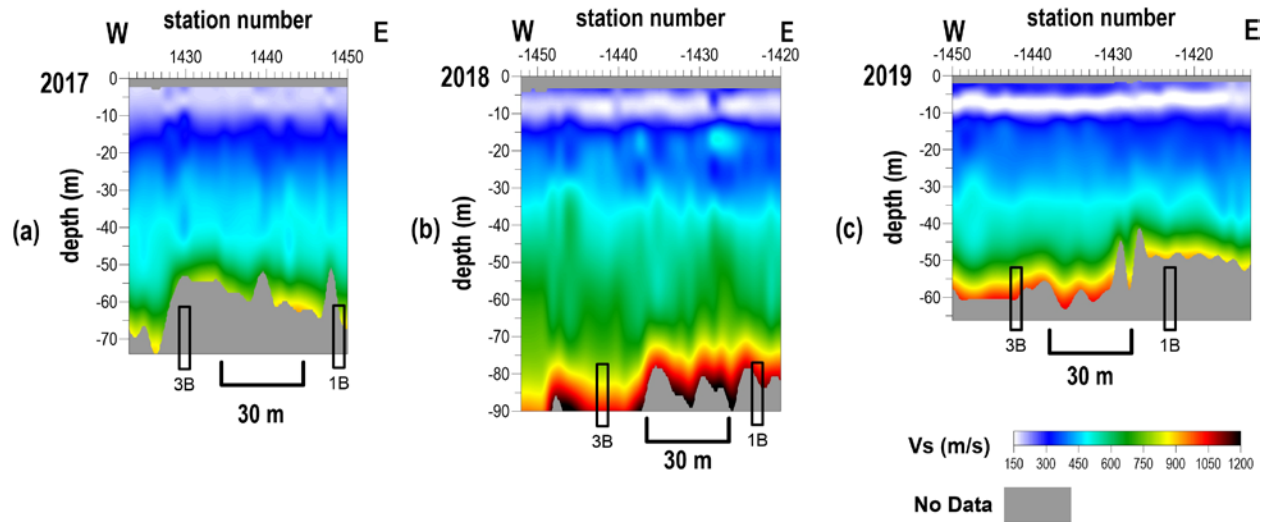 station number
W E
1430 1440 1450
2017
0
-10
-20
-30
-40
-50
-60
-70
depth (m)
(a)
3B 1B
30 m
station number
W E
-1450 -1440 -1430 -1420
2018
0
-10
-20
-30
-40
-50
-60
-70
-80
-90
depth (m)
(b)
3B 1B
30 m
station number
W E
-1450 -1440 -1430 -1420
2019
0
-10
-20
-30
-40
-50
-60
depth (m)
(c)
3B 1B
30 m
Vs (m/s)
150 300 450 600 750 900 1050 1200
No Data